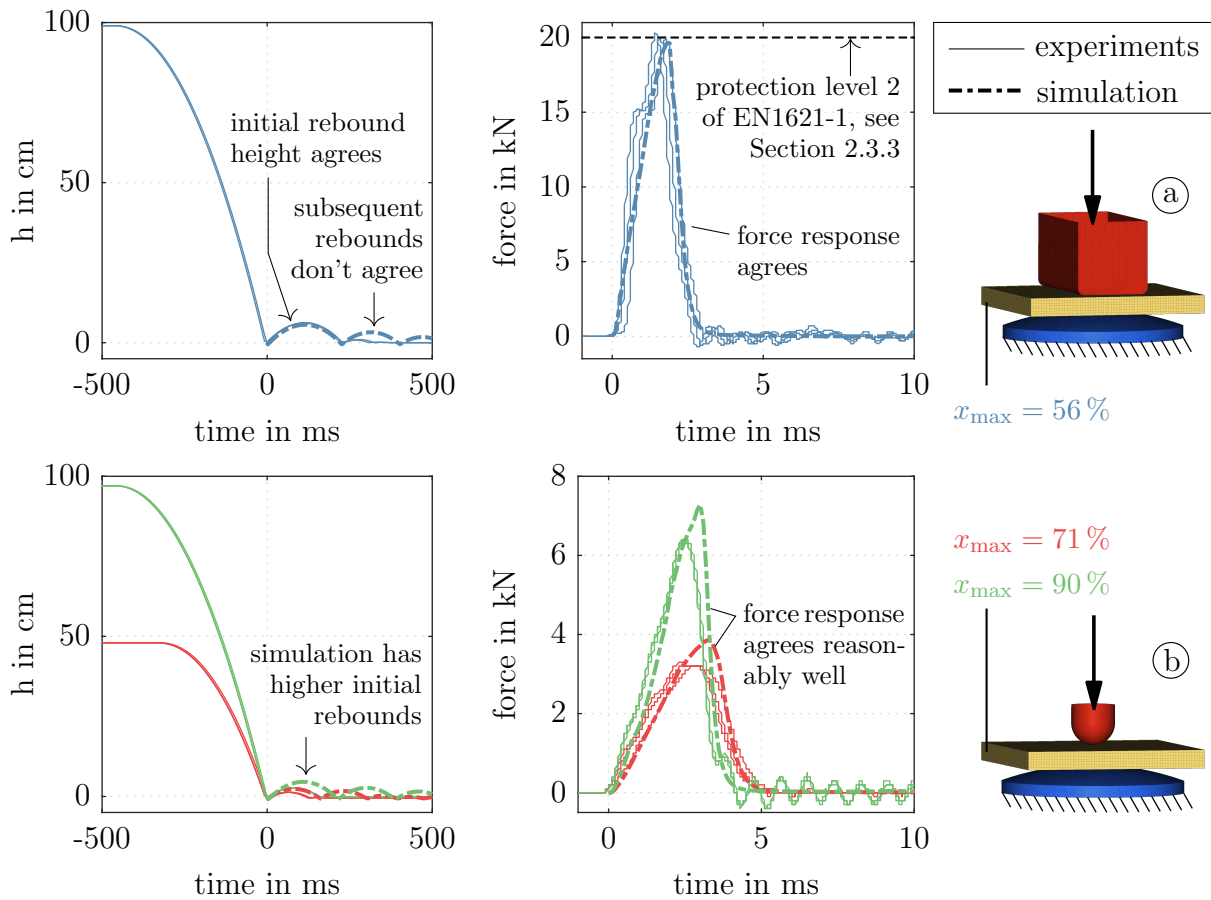 100
50
0
h in cm
-500
0
500
time in ms
initial rebound
height agrees
subsequent
rebounds
don't agree
20
15
10
5
0
force in kN
0
5
10
time in ms
protection level 2
of EN1621-1, see
Section 2.3.3
force response
agrees
experiments
simulation
a
x_max = 56 %
100
50
0
h in cm
-500
0
500
time in ms
simulation has
higher initial
rebounds
8
6
4
2
0
force in kN
0
5
10
time in ms
force response
agrees reason-
ably well
x_max = 71 %
x_max = 90 %
b